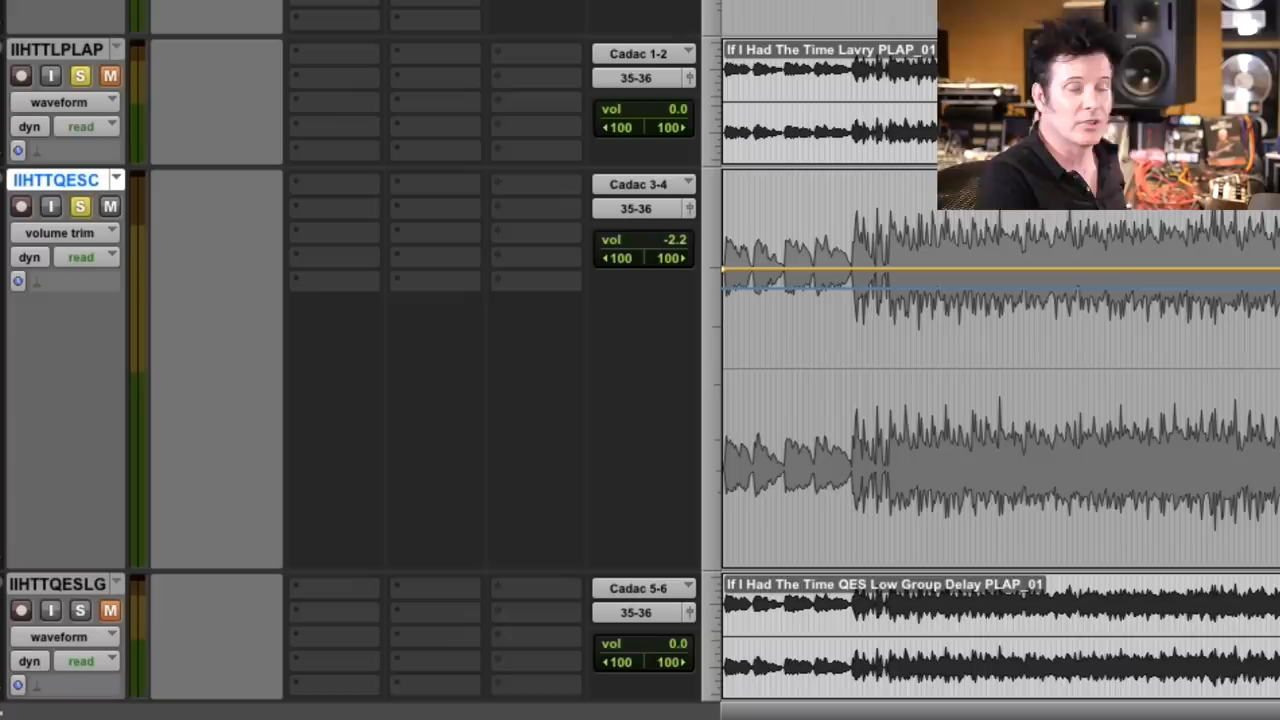 IIHTTLPLAP
I S M
waveform
dyn read
Cadac 1-2
35-36
vol 0.0
100 100
If I Had The Time Lavry PLAP_01
IIHTTQESC
I S M
volume trim
dyn read
Cadac 3-4
35-36
vol -2.2
100 100
IIHTTQESLG
I S M
waveform
dyn read
Cadac 5-6
35-36
vol 0.0
100 100
If I Had The Time QES Low Group Delay PLAP_01